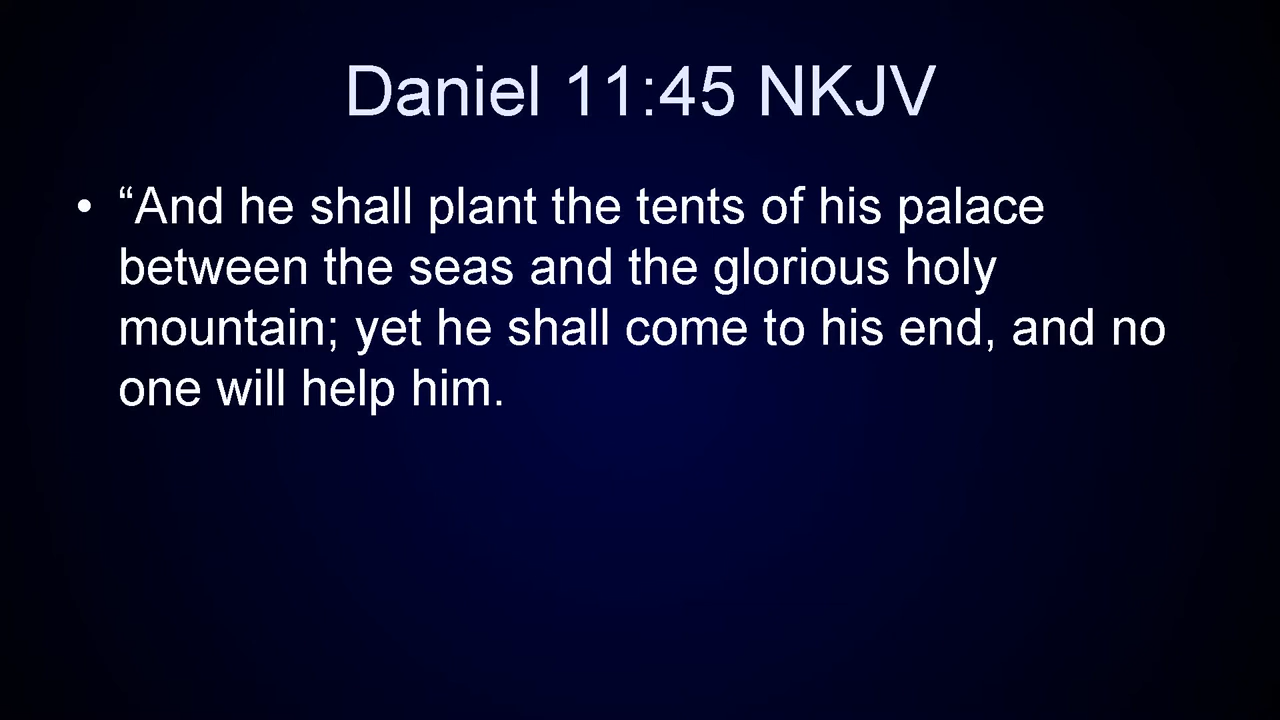 Daniel 11:45 NKJV
• “And he shall plant the tents of his palace
between the seas and the glorious holy
mountain; yet he shall come to his end, and no
one will help him.